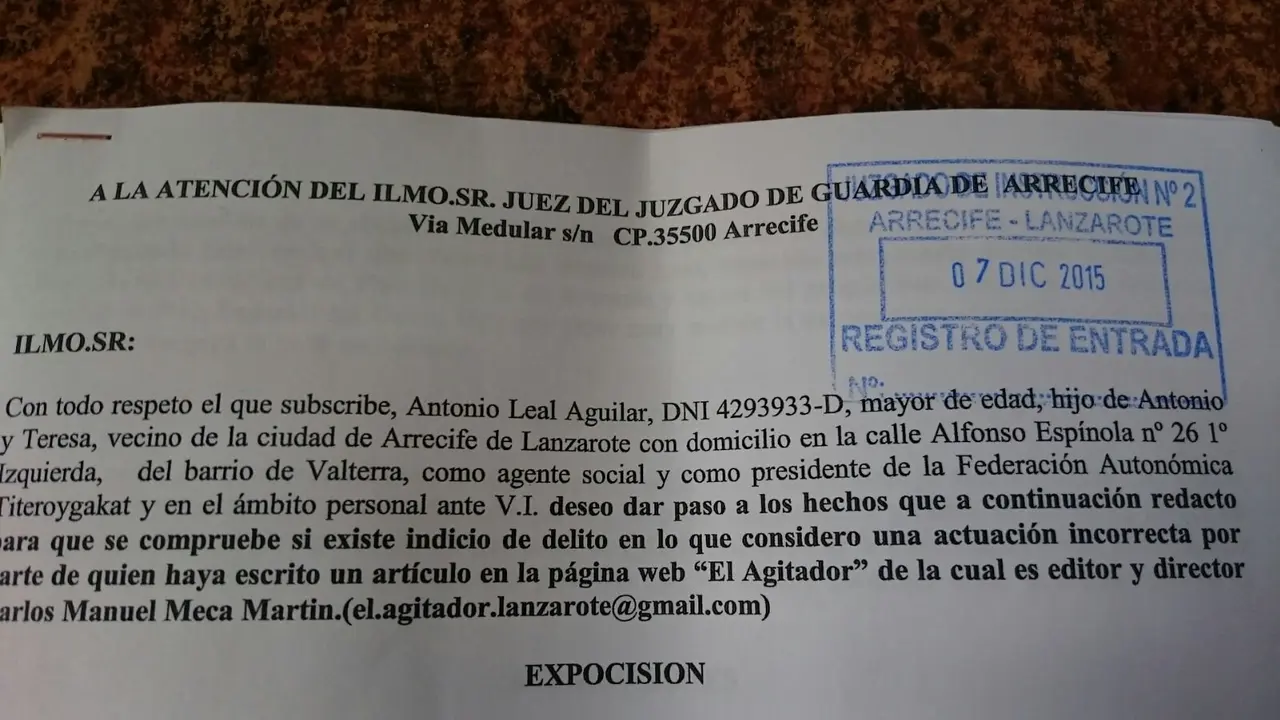 A LA ATENCIÓN DEL ILMO.SR. JUEZ DEL JUZGADO DE GUARDIA DE ARRECIFE
Via Medular s/n CP.35500 Arrecife
JUZGADO DE INSTRUCCIÓN Nº 2
ARRECIFE - LANZAROTE
07 DIC 2015
REGISTRO DE ENTRADA
Nº.
ILMO.SR:
Con todo respeto el que subscribe, Antonio Leal Aguilar, DNI 4293933-D, mayor de edad, hijo de Antonio
y Teresa, vecino de la ciudad de Arrecife de Lanzarote con domicilio en la calle Alfonso Espínola nº 26 1º
Izquierda, del barrio de Valterra, como agente social y como presidente de la Federación Autonómica
Titeroygakat y en el ámbito personal ante V.I. deseo dar paso a los hechos que a continuación redacto
ara que se compruebe si existe indicio de delito en lo que considero una actuación incorrecta por
arte de quien haya escrito un artículo en la página web “El Agitador” de la cual es editor y director
arlos Manuel Meca Martin.(el.agitador.lanzarote@gmail.com)
EXPOCISION